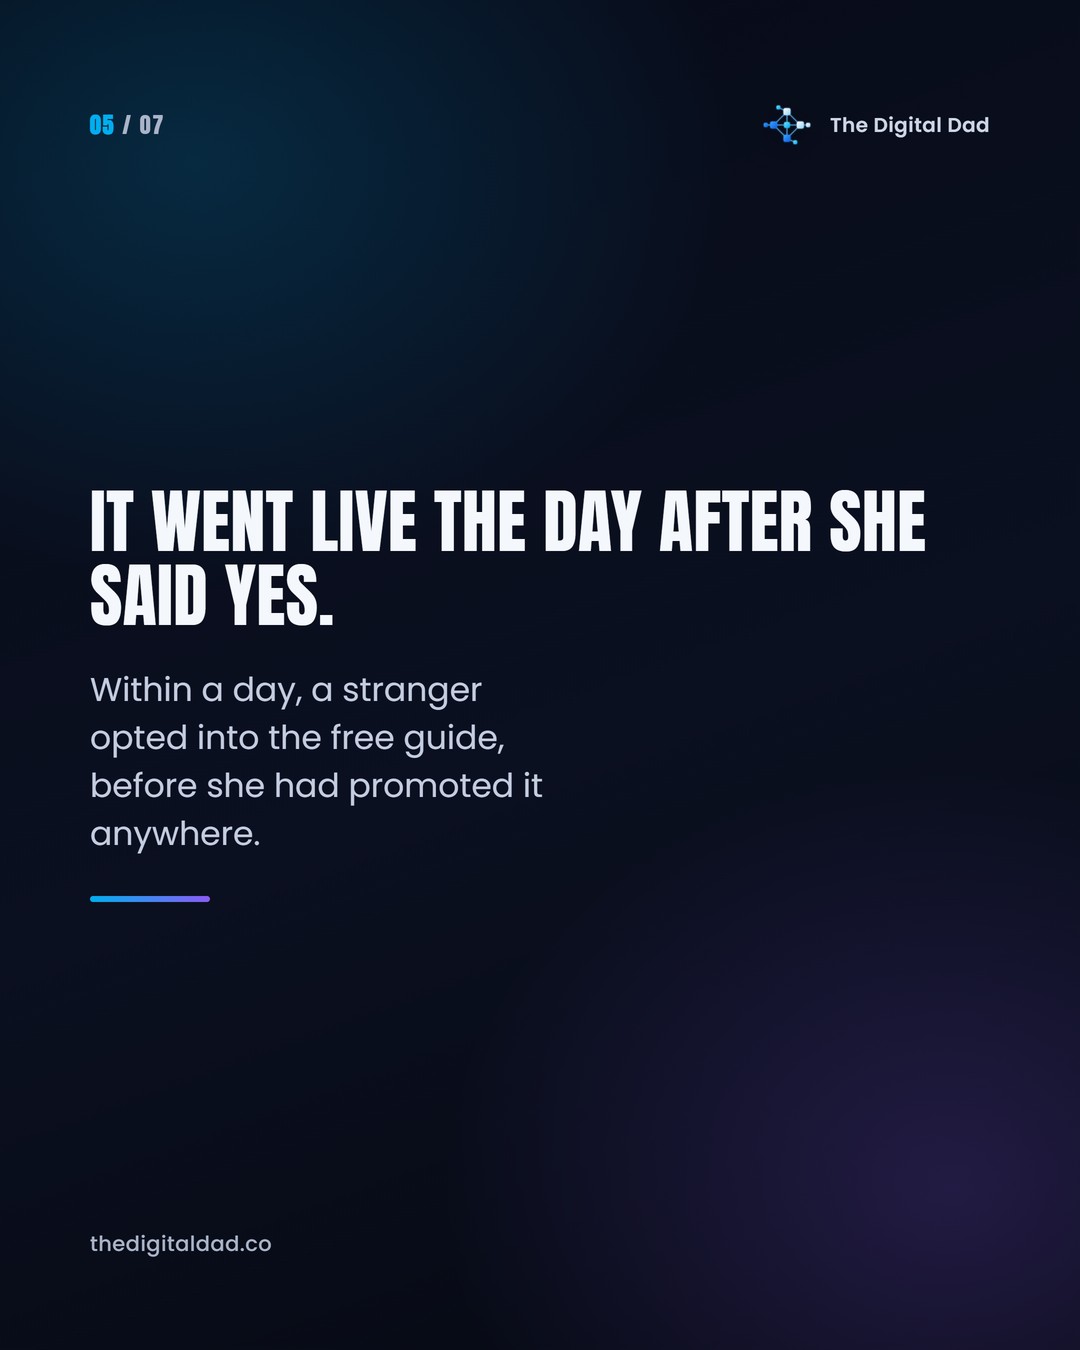 05 / 07
The Digital Dad
IT WENT LIVE THE DAY AFTER SHE
SAID YES.
Within a day, a stranger
opted into the free guide,
before she had promoted it
anywhere.
thedigitaldad.co